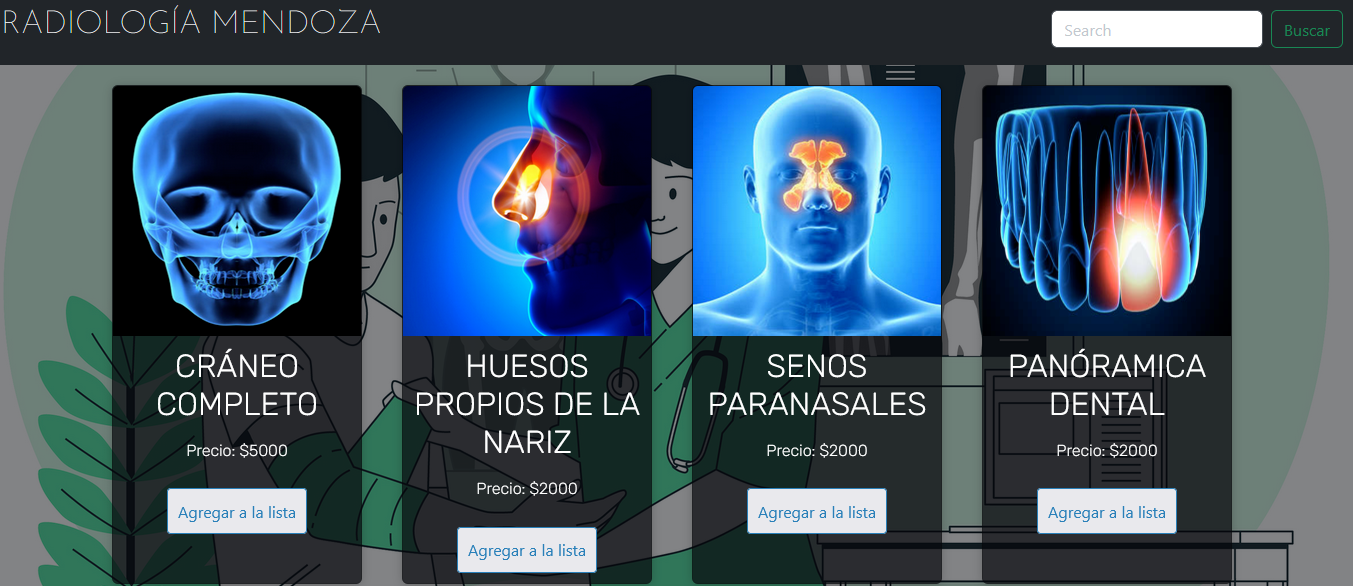 RADIOLOGÍA MENDOZA
Search
Buscar
CRÁNEO
COMPLETO
Precio: $5000
Agregar a la lista
HUESOS
PROPIOS DE LA
NARIZ
Precio: $2000
Agregar a la lista
SENOS
PARANASALES
Precio: $2000
Agregar a la lista
PANÓRAMICA
DENTAL
Precio: $2000
Agregar a la lista